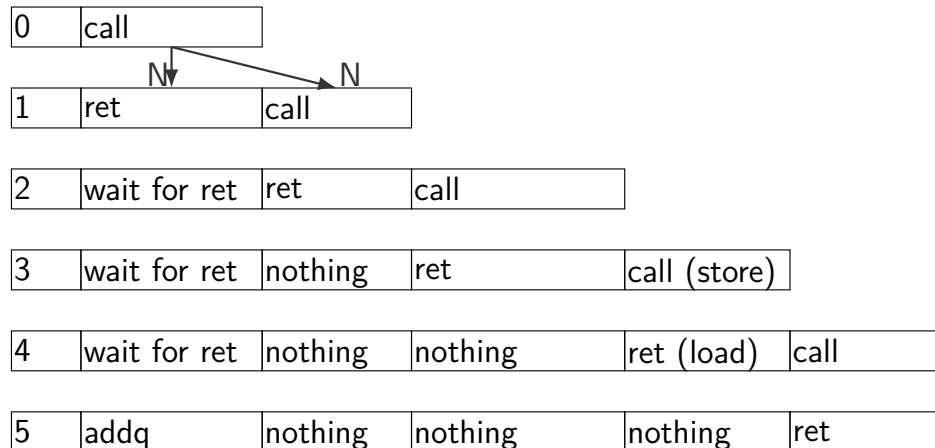 0 call
N N
1 ret call
2 wait for ret ret call
3 wait for ret nothing ret call (store)
4 wait for ret nothing nothing ret (load) call
5 addq nothing nothing nothing ret